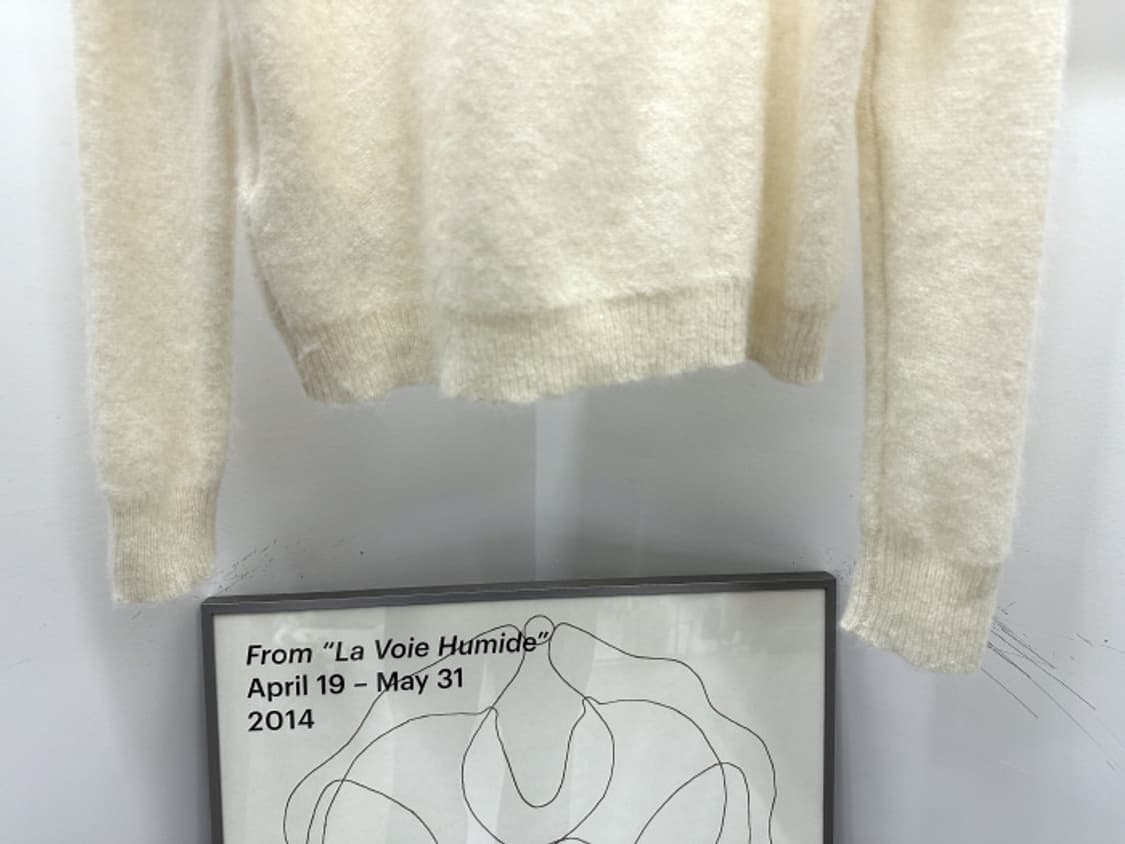 From “La Voie Humide”
April 19 – May 31
2014